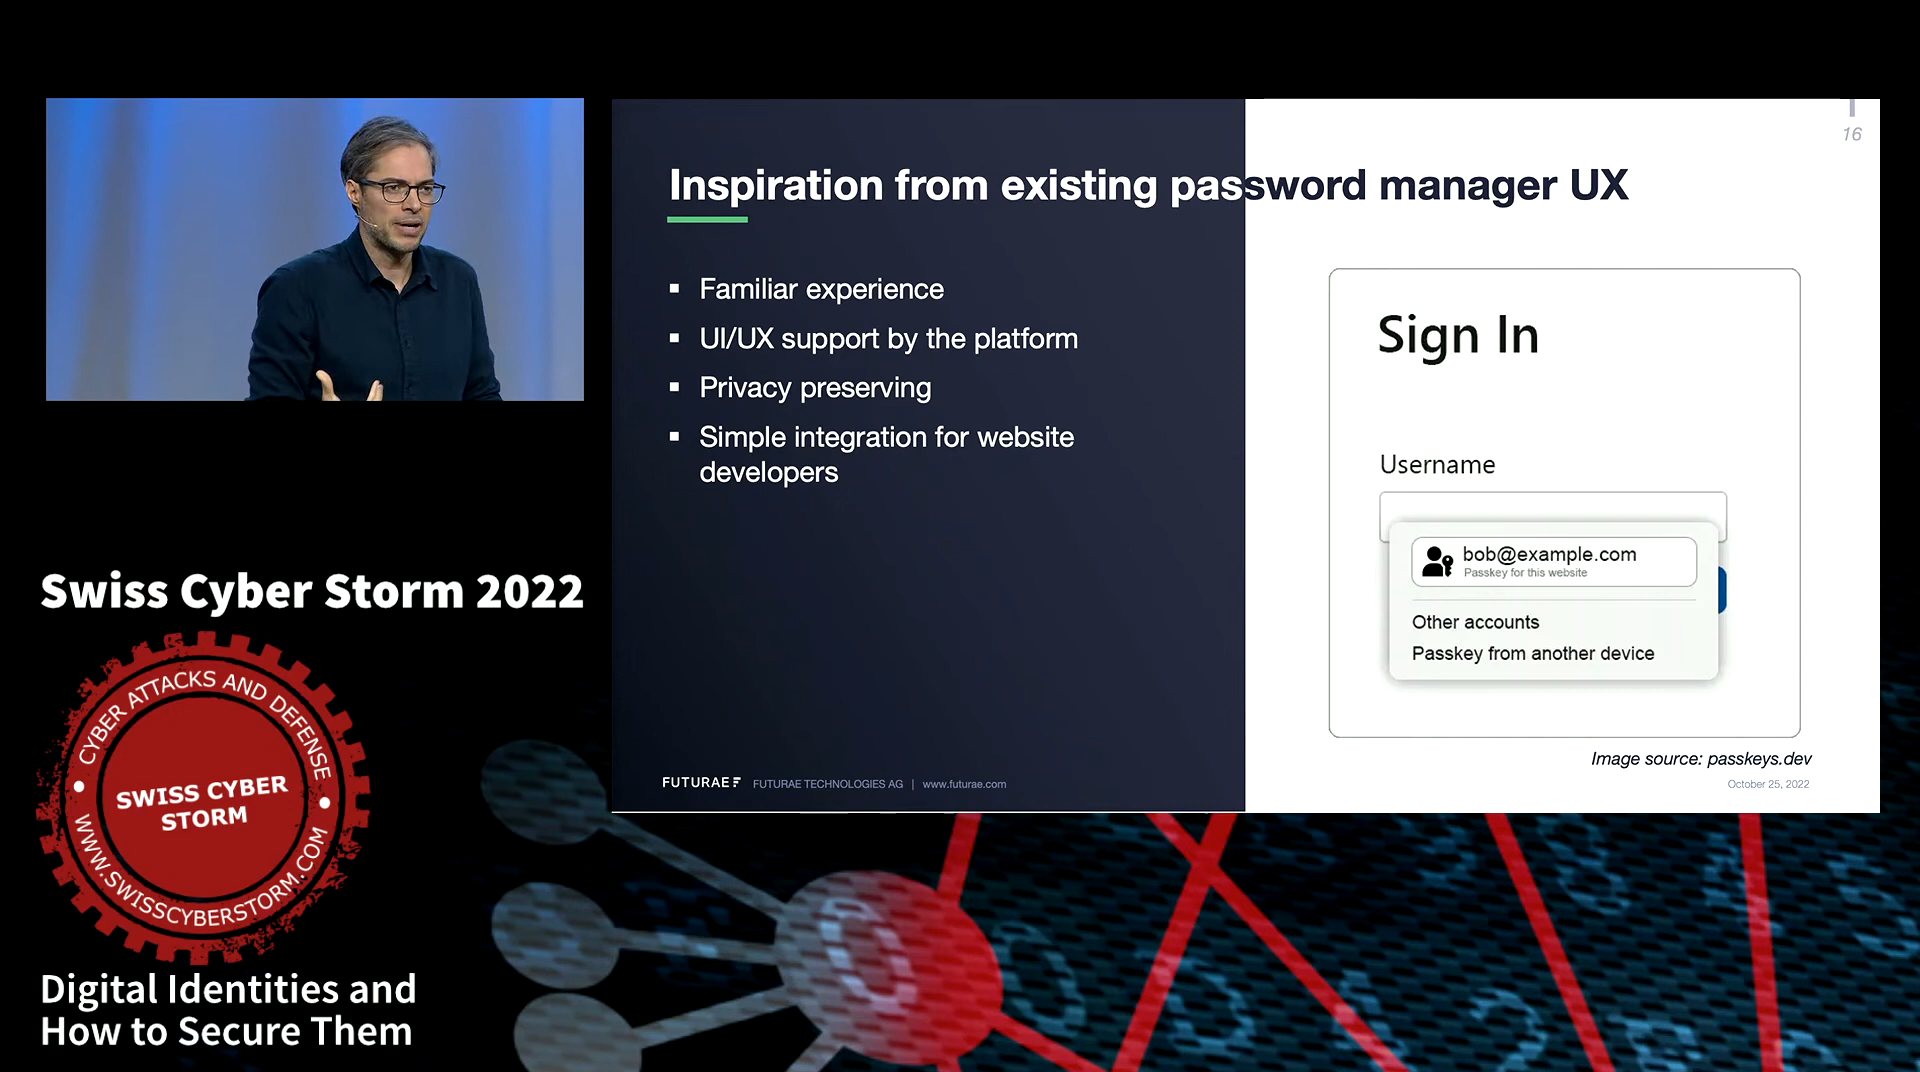 16
Inspiration from existing password manager UX
▪ Familiar experience
▪ UI/UX support by the platform
▪ Privacy preserving
▪ Simple integration for website
developers
Sign In
Username
bob@example.com
Passkey for this website
Other accounts
Passkey from another device
Image source: passkeys.dev
FUTURAE FUTURAE TECHNOLOGIES AG | www.futurae.com
October 25, 2022
Swiss Cyber Storm 2022
CYBER ATTACKS AND DEFENSE
SWISS CYBER
STORM
WWW.SWISSCYBERSTORM.COM
Digital Identities and
How to Secure Them